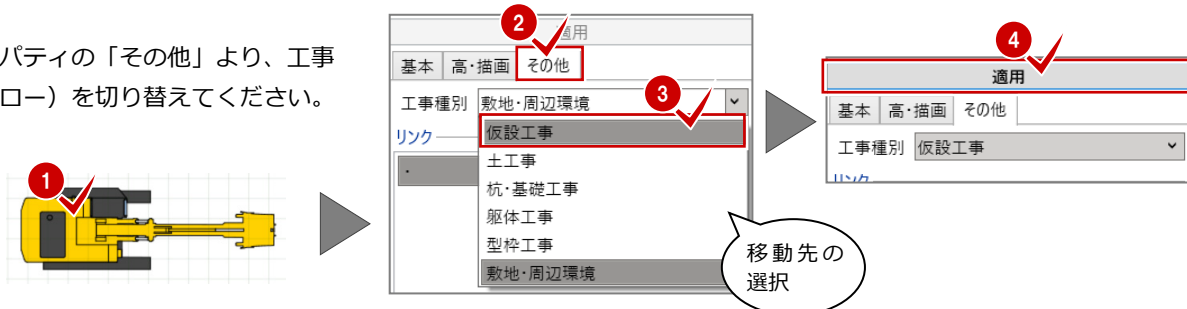 パティの「その他」より、工事
ロー）を切り替えてください。
1
2
適用
基本 高・描画 その他
工事種別 敷地・周辺環境
3
リンク
仮設工事
土工事
杭・基礎工事
躯体工事
型枠工事
敷地・周辺環境
移動先の
選択
4
適用
基本 高・描画 その他
工事種別 仮設工事
リンク